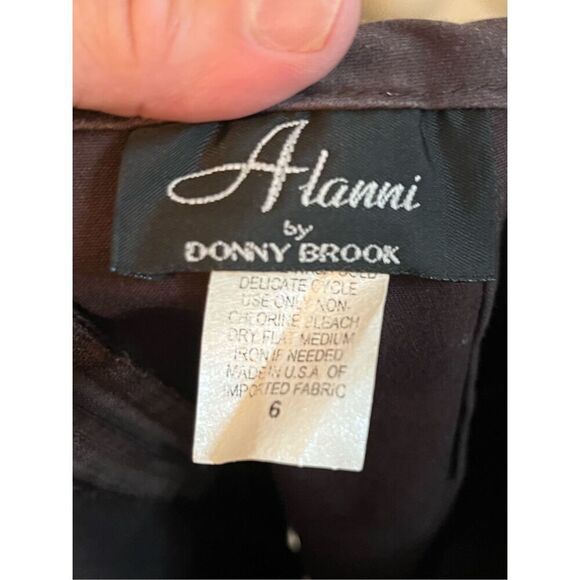 Alanni
by
DONNY BROOK
DELICATE CYCLE
USE ONLY NON-
CHLORINE BLEACH
DRY FLAT MEDIUM
IRON IF NEEDED
MADE IN U.S.A. OF
IMPORTED FABRIC
6